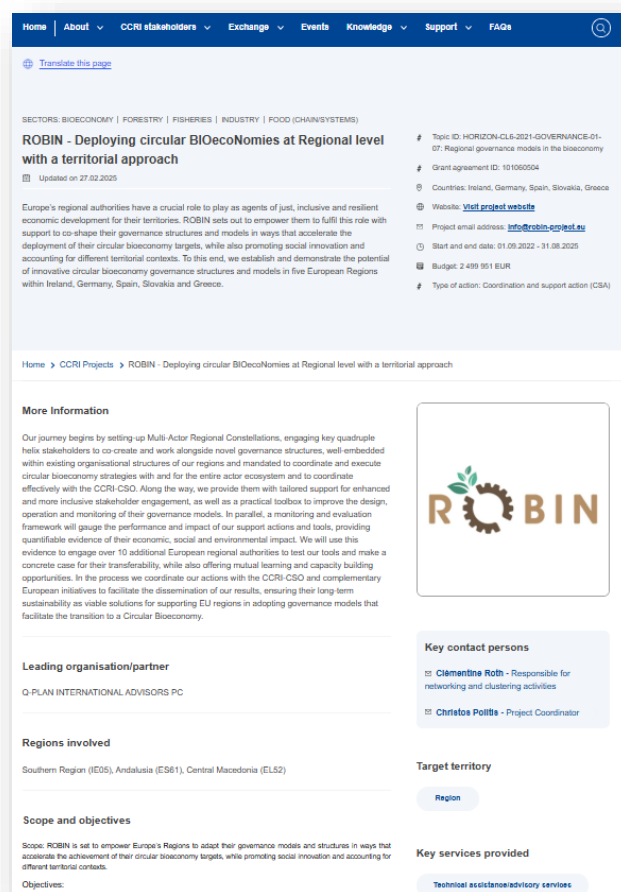 Home About CCRI stakeholders Exchange Events Knowledge Support FAQs
Translate this page
SECTORS: BIOECONOMY | FORESTRY | FISHERIES | INDUSTRY | FOOD (CHAIN/SYSTEMS)
ROBIN - Deploying circular BIOecoNomies at Regional level
with a territorial approach
Updated on 27.02.2025
Europe's regional authorities have a crucial role to play as agents of just, inclusive and resilient
economic development for their territories. ROBIN sets out to empower them to fulfil this role with
support to co-shape their governance structures and models in ways that accelerate the
deployment of their circular bioeconomy targets, while also promoting social innovation and
accounting for different territorial contexts. To this end, we establish and demonstrate the potential
of innovative circular bioeconomy governance structures and models in five European Regions
within Ireland, Germany, Spain, Slovakia and Greece.
# Topic ID: HORIZON-CL6-2021-GOVERNANCE-01-
07: Regional governance models in the bioeconomy
# Grant agreement ID: 101060504
Countries: Ireland, Germany, Spain, Slovakia, Greece
Website: Visit project website
Project email address: info@robin-project.eu
Start and end date: 01.09.2022 - 31.08.2025
Budget: 2 499 951 EUR
# Type of action: Coordination and support action (CSA)
Home > CCRI Projects > ROBIN - Deploying circular BIOecoNomies at Regional level with a territorial approach
More Information
Our journey begins by setting-up Multi-Actor Regional Constellations, engaging key quadruple
helix stakeholders to co-create and work alongside novel governance structures, well-embedded
within existing organisational structures of our regions and mandated to coordinate and execute
circular bioeconomy strategies with and for the entire actor ecosystem and to coordinate
effectively with the CCRI-CSO. Along the way, we provide them with tailored support for enhanced
and more inclusive stakeholder engagement, as well as a practical toolbox to improve the design,
operation and monitoring of their governance models. In parallel, a monitoring and evaluation
framework will gauge the performance and impact of our support actions and tools, providing
quantifiable evidence of their economic, social and environmental impact. We will use this
evidence to engage over 10 additional European regional authorities to test our tools and make a
concrete case for their transferability, while also offering mutual learning and capacity building
opportunities. In the process we coordinate our actions with the CCRI-CSO and complementary
European initiatives to facilitate the dissemination of our results, ensuring their long-term
sustainability as viable solutions for supporting EU regions in adopting governance models that
facilitate the transition to a Circular Bioeconomy.
ROBIN
Leading organisation/partner
Q-PLAN INTERNATIONAL ADVISORS PC
Key contact persons
Clémentine Roth - Responsible for
networking and clustering activities
Christos Politis - Project Coordinator
Regions involved
Southern Region (IE05), Andalusia (ES61), Central Macedonia (EL52)
Target territory
Region
Scope and objectives
Scope: ROBIN is set to empower Europe's Regions to adapt their governance models and structures in ways that
accelerate the achievement of their circular bioeconomy targets, while promoting social innovation and accounting for
different territorial contexts.
Objectives:
Key services provided
Technical assistance/advisory services